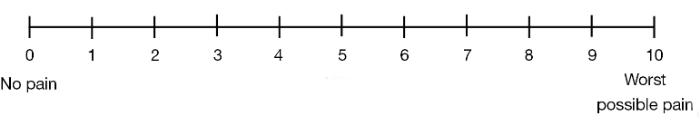 0 1 2 3 4 5 6 7 8 9 10
No pain Worst
possible pain